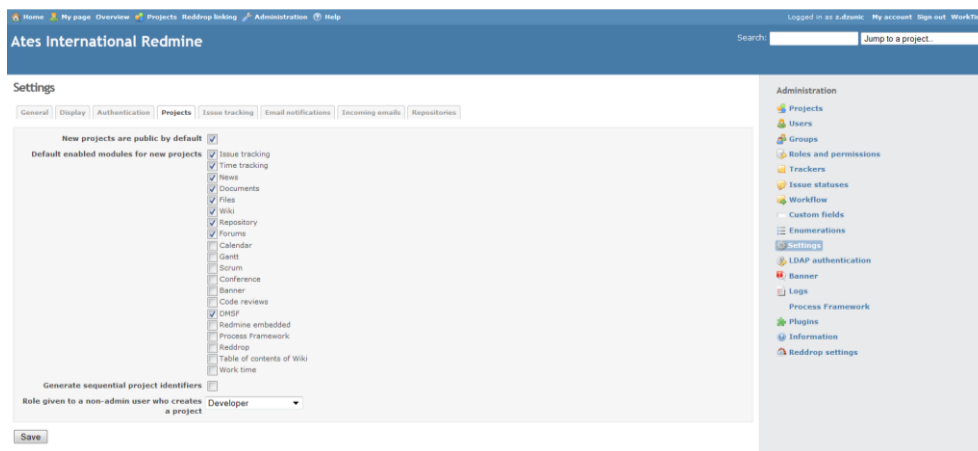 Home My page Overview Projects Reddrop linking Administration Help
Logged in as z.dzunic My account Sign out WorkTi
Ates International Redmine
Search:
Jump to a project..
Settings
General Display Authentication Projects Issue tracking Email notifications Incoming emails Repositories
New projects are public by default
Default enabled modules for new projects
Issue tracking
Time tracking
News
Documents
Files
Wiki
Repository
Forums
Calendar
Gantt
Scrum
Conference
Banner
Code reviews
DMSF
Redmine embedded
Process Framework
Reddrop
Table of contents of Wiki
Work time
Generate sequential project identifiers
Role given to a non-admin user who creates
a project
Developer
Save
Administration
Projects
Users
Groups
Roles and permissions
Trackers
Issue statuses
Workflow
Custom fields
Enumerations
Settings
LDAP authentication
Banner
Logs
Process Framework
Plugins
Information
Reddrop settings